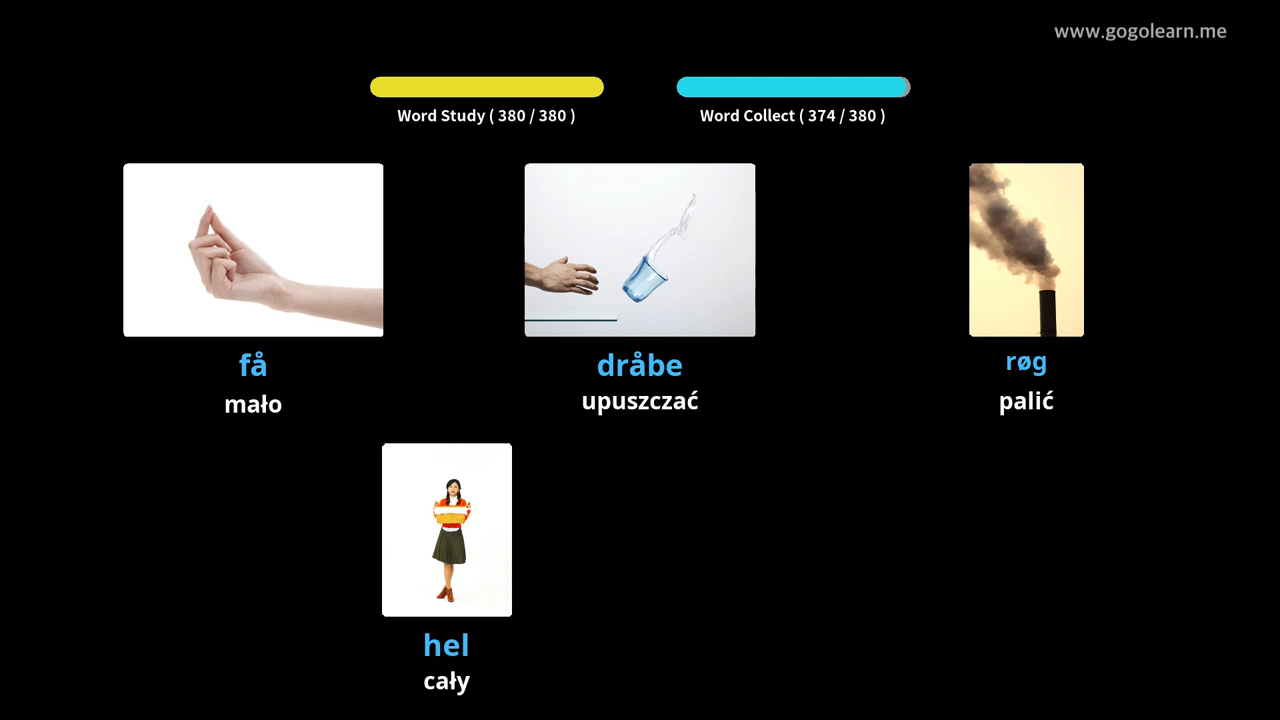 www.gogolearn.me
Word Study ( 380 / 380 )
Word Collect ( 374 / 380 )
få
mało
dråbe
upuszczać
røg
palić
hel
cały